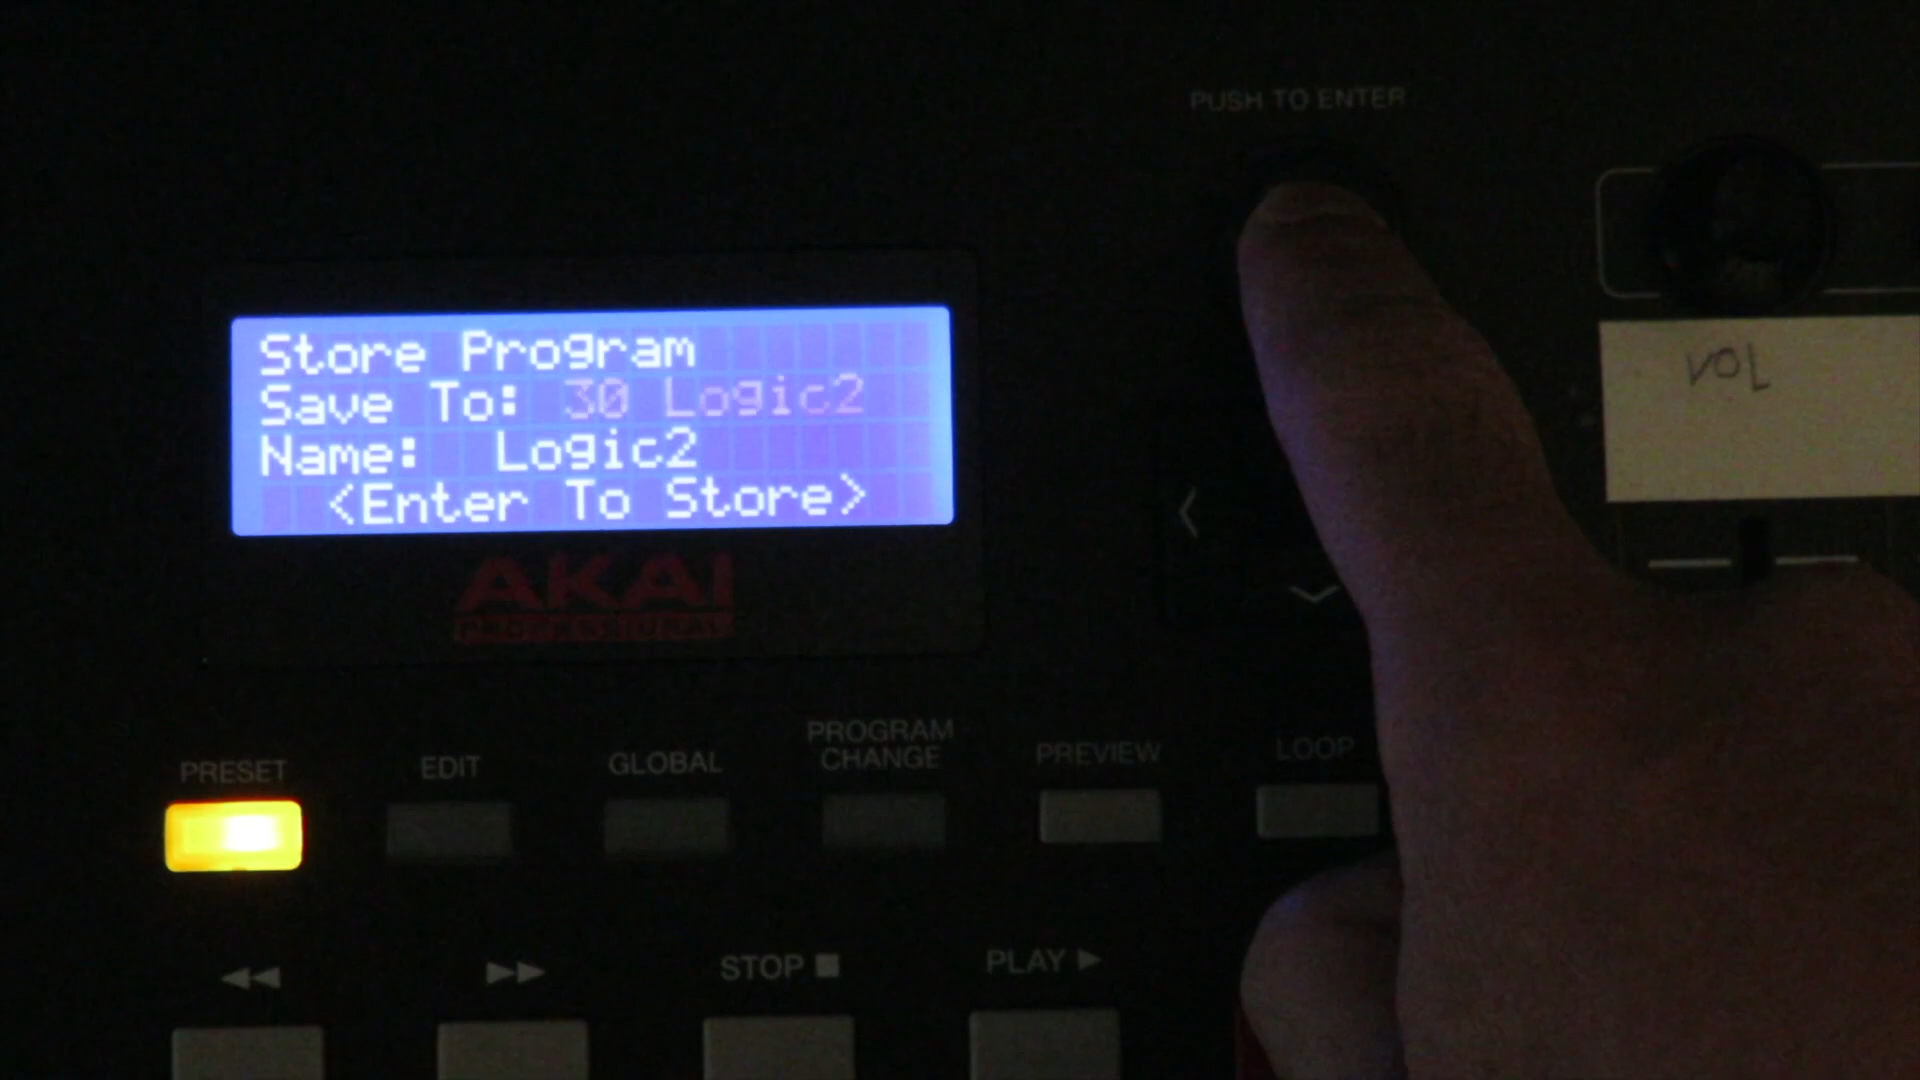 PUSH TO ENTER
Store Program
Save To: 30 Logic2
Name: Logic2
<Enter To Store>
VOL
AKAI
PROFESSIONAL
PROGRAM
CHANGE
PRESET
EDIT
GLOBAL
PREVIEW
LOOP
STOP ■
PLAY ▶